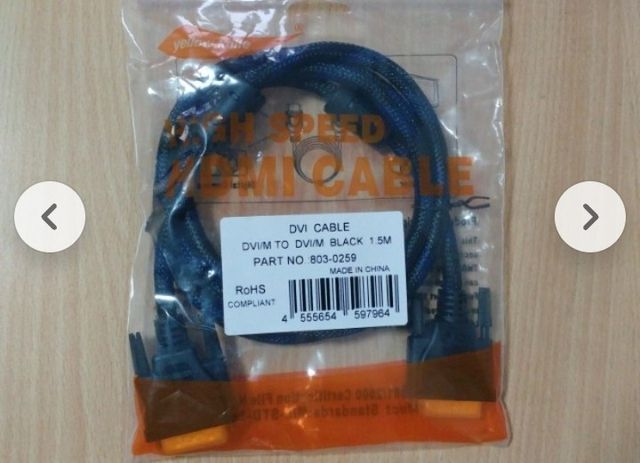 HIGH SPEED
HDMI CABLE
DVI CABLE
DVI/M TO DVI/M BLACK 1.5M
PART NO :803-0259
MADE IN CHINA
RoHS
COMPLIANT
4 555654 597964